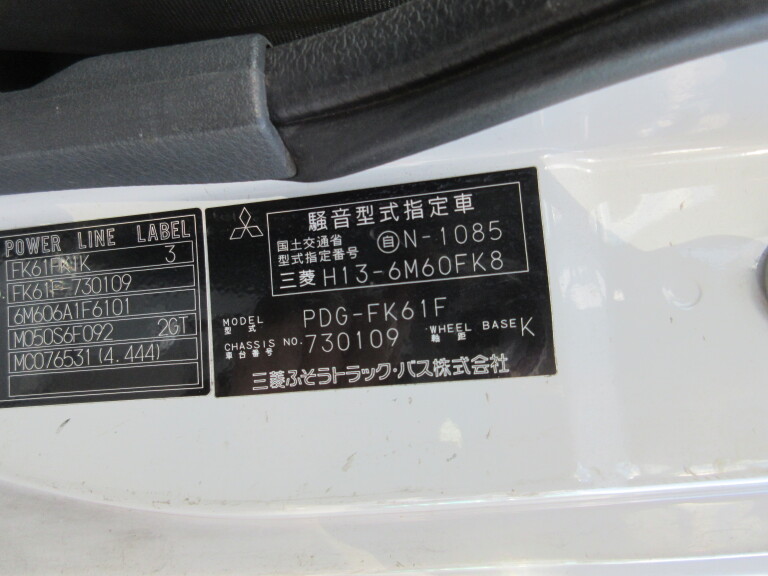 POWER LINE LABEL
FK61FK1K 3
FK61F-730109
6M606A1F6101
M050S6F092 2GT
MC076531 (4.444)
騒音型式指定車
国土交通省
型式指定番号 自N-1085
三菱 H13-6M60FK8
MODEL
型式 PDG-FK61F
CHASSIS NO.
車台番号 730109 WHEEL BASE
軸距 K
三菱ふそうトラック・バス株式会社